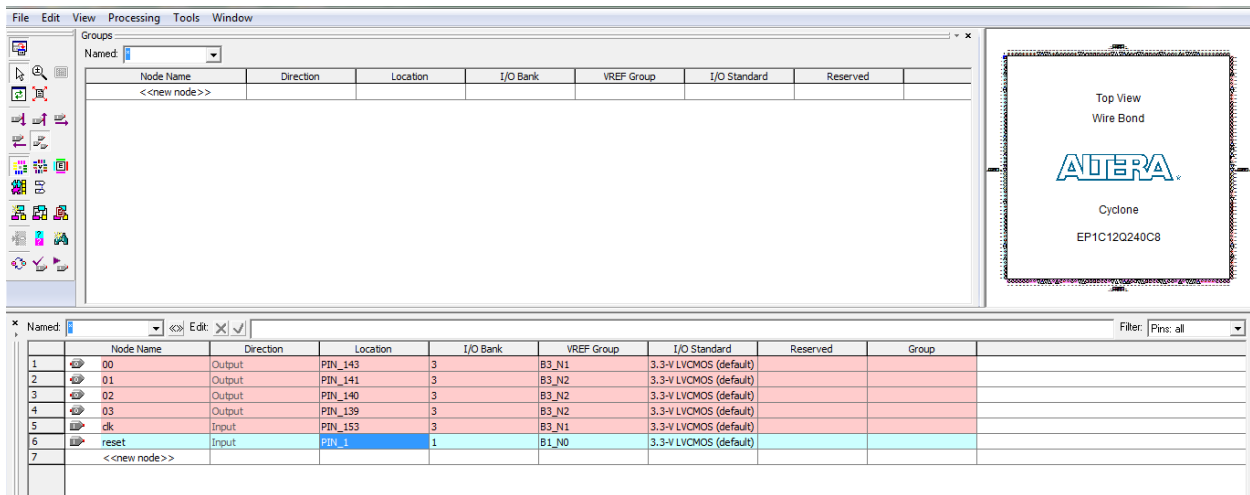 File Edit View Processing Tools Window
Groups
Named: *
Node Name Direction Location I/O Bank VREF Group I/O Standard Reserved
<<new node>>
Top View
Wire Bond
ALTERA
Cyclone
EP1C12Q240C8
Named: * Edit: Filter: Pins: all
Node Name Direction Location I/O Bank VREF Group I/O Standard Reserved Group
1 00 Output PIN_143 3 B3_N1 3.3-V LVCMOS (default)
2 01 Output PIN_141 3 B3_N2 3.3-V LVCMOS (default)
3 02 Output PIN_140 3 B3_N2 3.3-V LVCMOS (default)
4 03 Output PIN_139 3 B3_N2 3.3-V LVCMOS (default)
5 clk Input PIN_153 3 B3_N1 3.3-V LVCMOS (default)
6 reset Input PIN_1 1 B1_N0 3.3-V LVCMOS (default)
7 <<new node>>